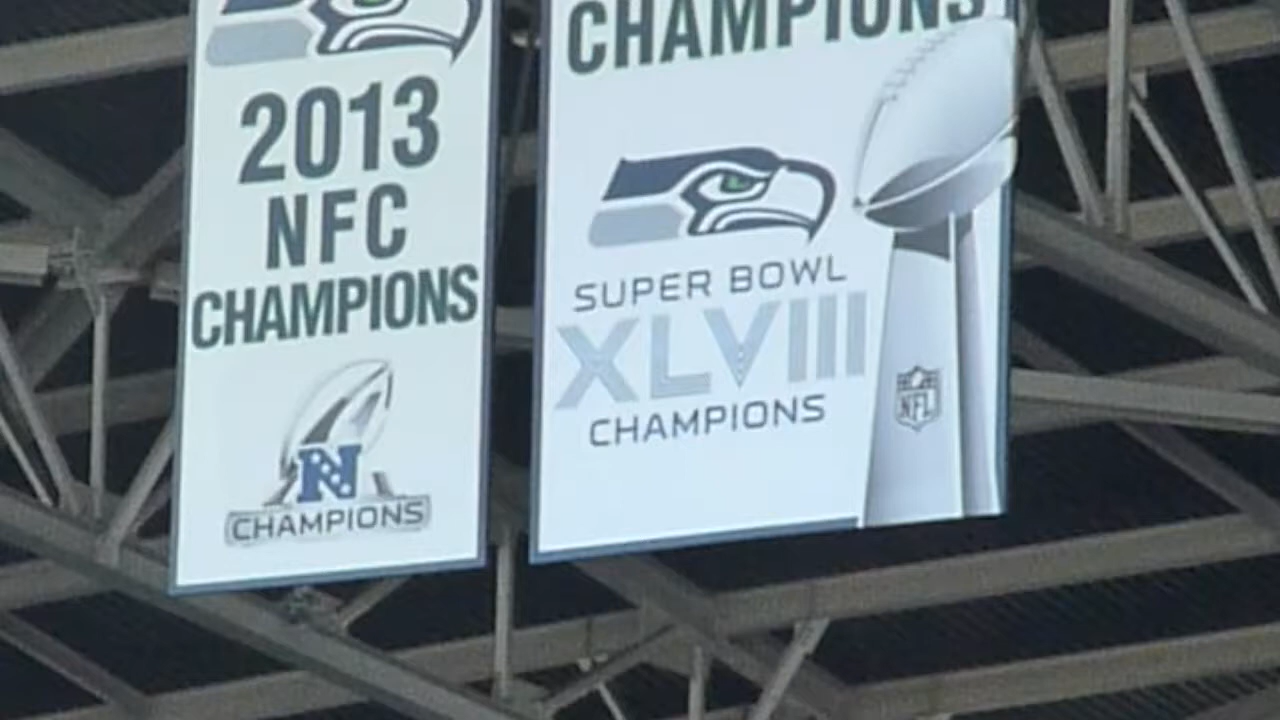 2013
NFC
CHAMPIONS
N
CHAMPIONS
CHAMPIONS
SUPER BOWL
XLVIII
CHAMPIONS
NFL